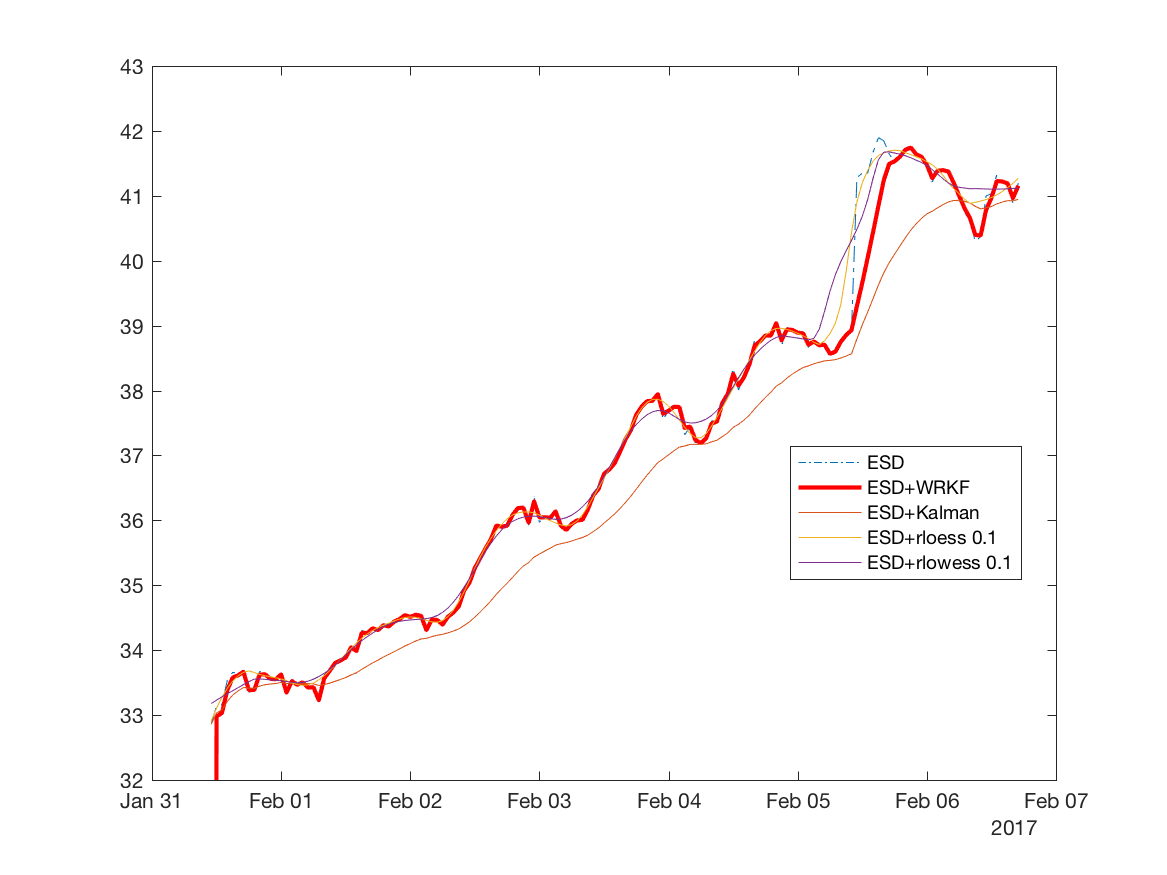 43
42
41
40
39
38
37
36
35
34
33
32
ESD
ESD+WRKF
ESD+Kalman
ESD+rloess 0.1
ESD+rlowess 0.1
Jan 31 Feb 01 Feb 02 Feb 03 Feb 04 Feb 05 Feb 06 Feb 07
2017